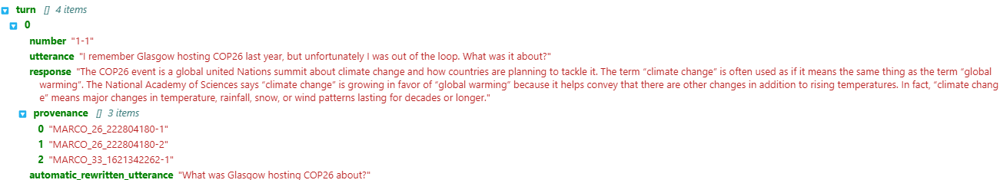 turn [] 4 items
0
number "1-1"
utterance "I remember Glasgow hosting COP26 last year, but unfortunately I was out of the loop. What was it about?"
response "The COP26 event is a global united Nations summit about climate change and how countries are planning to tackle it. The term “climate change” is often used as if it means the same thing as the term “global
warming”. The National Academy of Sciences says “climate change” is growing in favor of “global warming” because it helps convey that there are other changes in addition to rising temperatures. In fact, “climate chang
e” means major changes in temperature, rainfall, snow, or wind patterns lasting for decades or longer."
provenance [] 3 items
0 "MARCO_26_222804180-1"
1 "MARCO_26_222804180-2"
2 "MARCO_33_1621342262-1"
automatic_rewritten_utterance "What was Glasgow hosting COP26 about?"